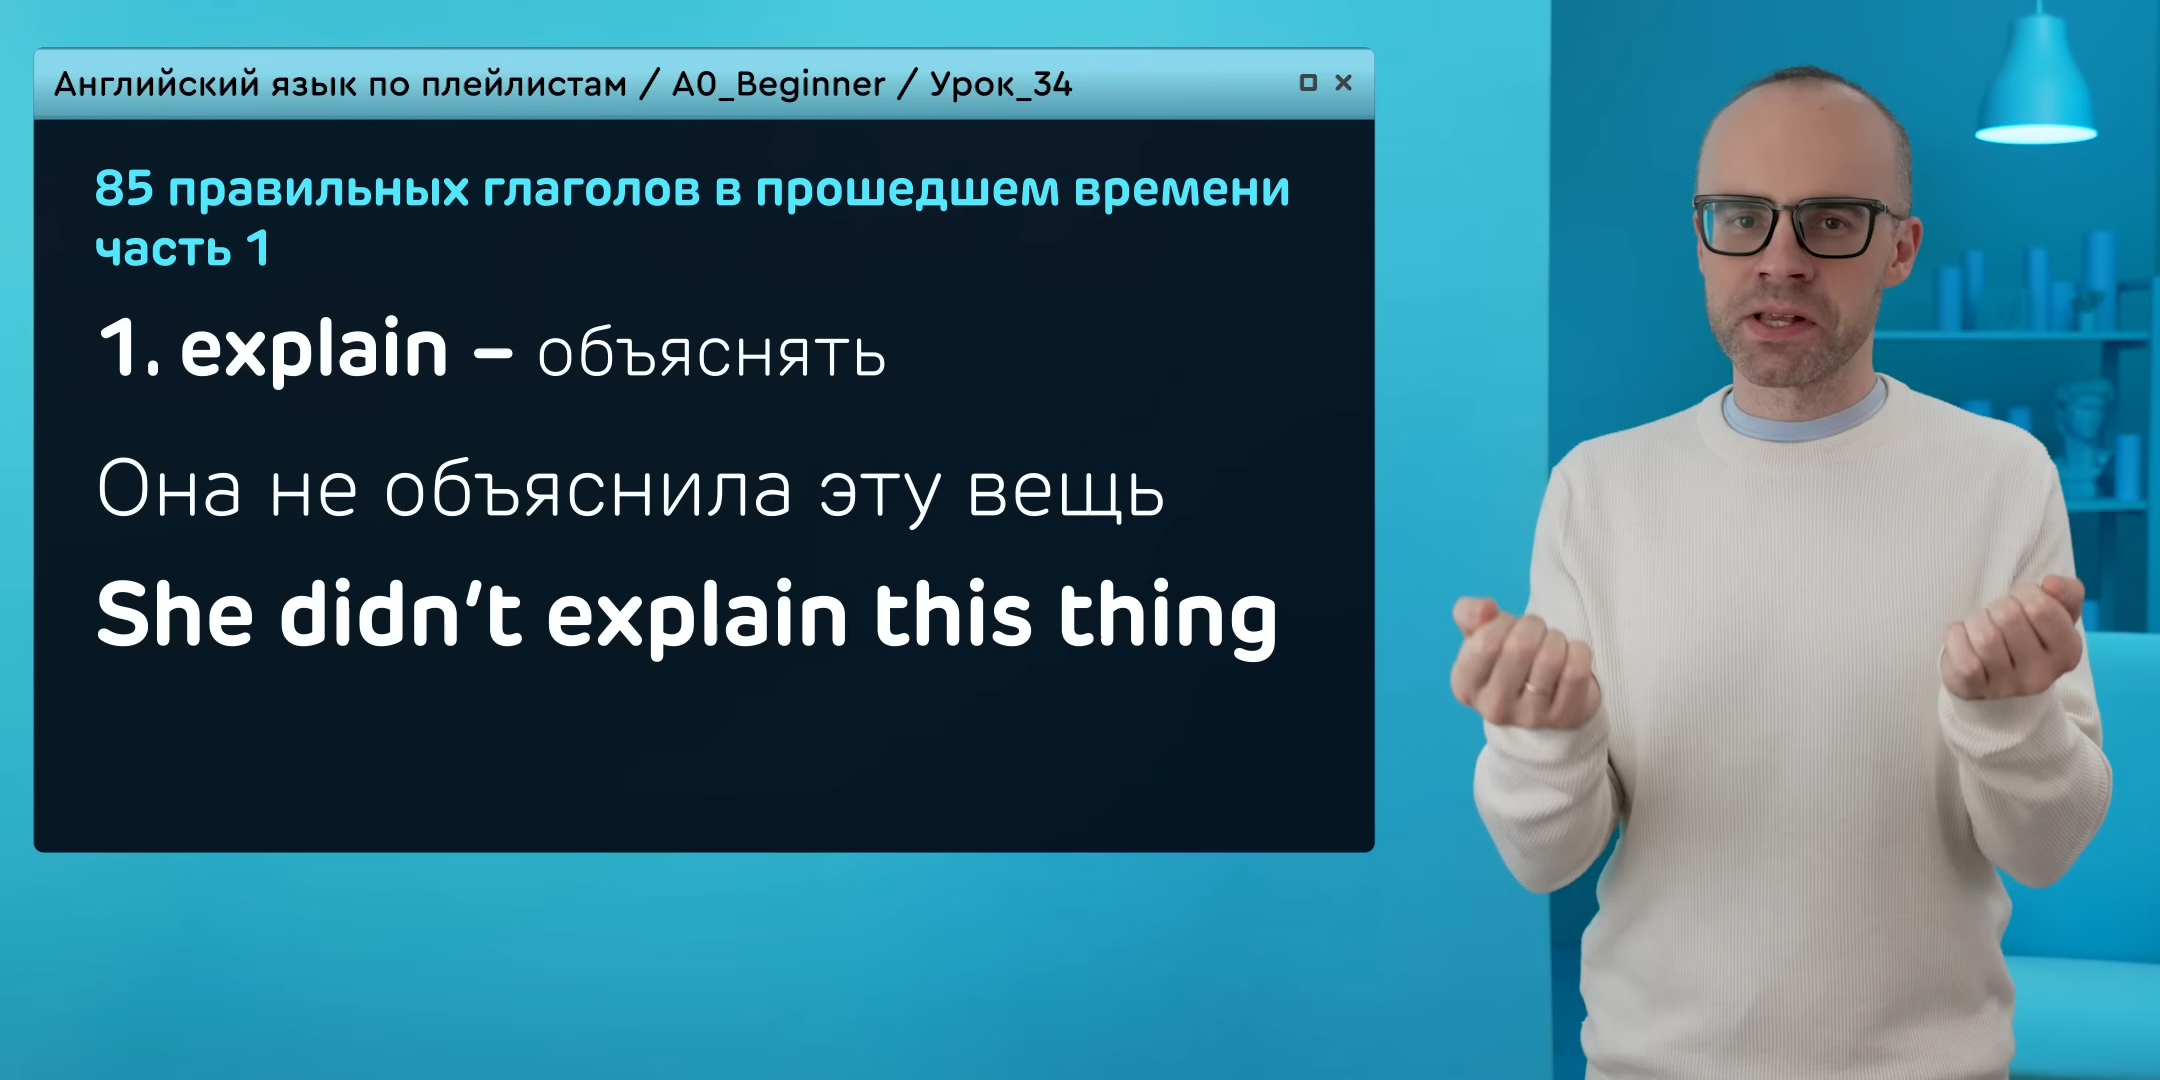 Английский язык по плейлистам / A0_Beginner / Урок_34
85 правильных глаголов в прошедшем времени
часть 1
1. explain – объяснять
Она не объяснила эту вещь
She didn’t explain this thing